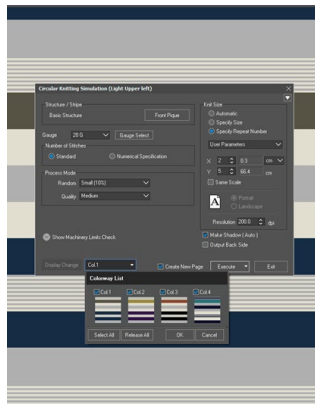 Circular Knitting Simulation (Light Upper left)
Structure / Stripe
Basic Structure
Front Pique
Gauge 28 G Gauge Select
Number of Stitches
Standard Numerical Specification
Process Mode
Random Small (10%)
Quality Medium
Show Machinery Limits Check
Knit Size
Automatic
Specify Size
Specify Repeat Number
User Parameters
X 2 0.3 cm
Y 5 66.4 cm
Same Scale
A
Portrait
Landscape
Resolution 200.0 dpi
Make Shadow ( Auto )
Output Back Side
Display Change Col.1 Create New Page Execute Exit
Colorway List
Col.1 Col.2 Col.3 Col.4
Select All Release All OK Cancel